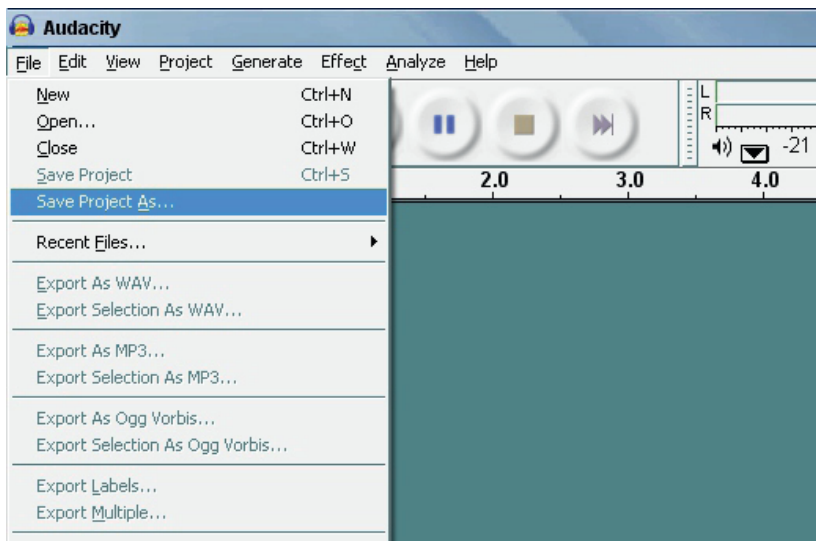 Audacity
File Edit View Project Generate Effect Analyze Help
New Ctrl+N
Open... Ctrl+O
Close Ctrl+W
Save Project Ctrl+S
Save Project As...
Recent Files...
Export As WAV...
Export Selection As WAV...
Export As MP3...
Export Selection As MP3...
Export As Ogg Vorbis...
Export Selection As Ogg Vorbis...
Export Labels...
Export Multiple...
L
R
-21
2.0 3.0 4.0